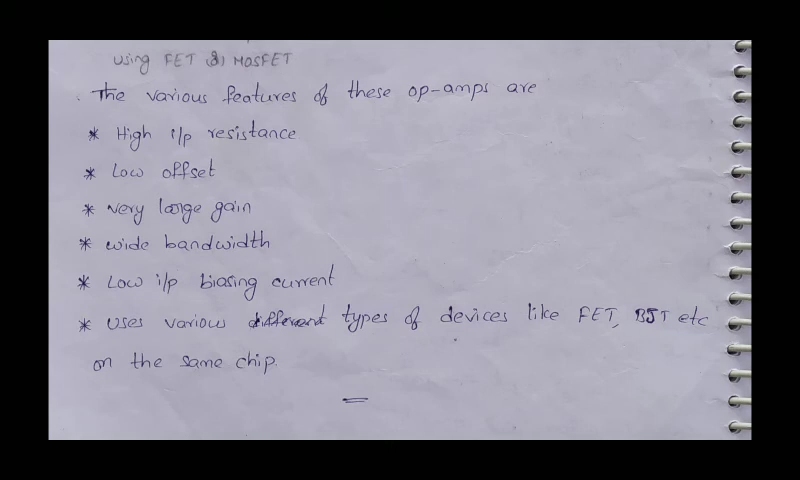 using FET (or) MOSFET
The various features of these op-amps are
* High i/p resistance
* Low offset
* very large gain
* wide bandwidth
* Low i/p biasing current
* Uses various different types of devices like FET, BJT etc
on the same chip.